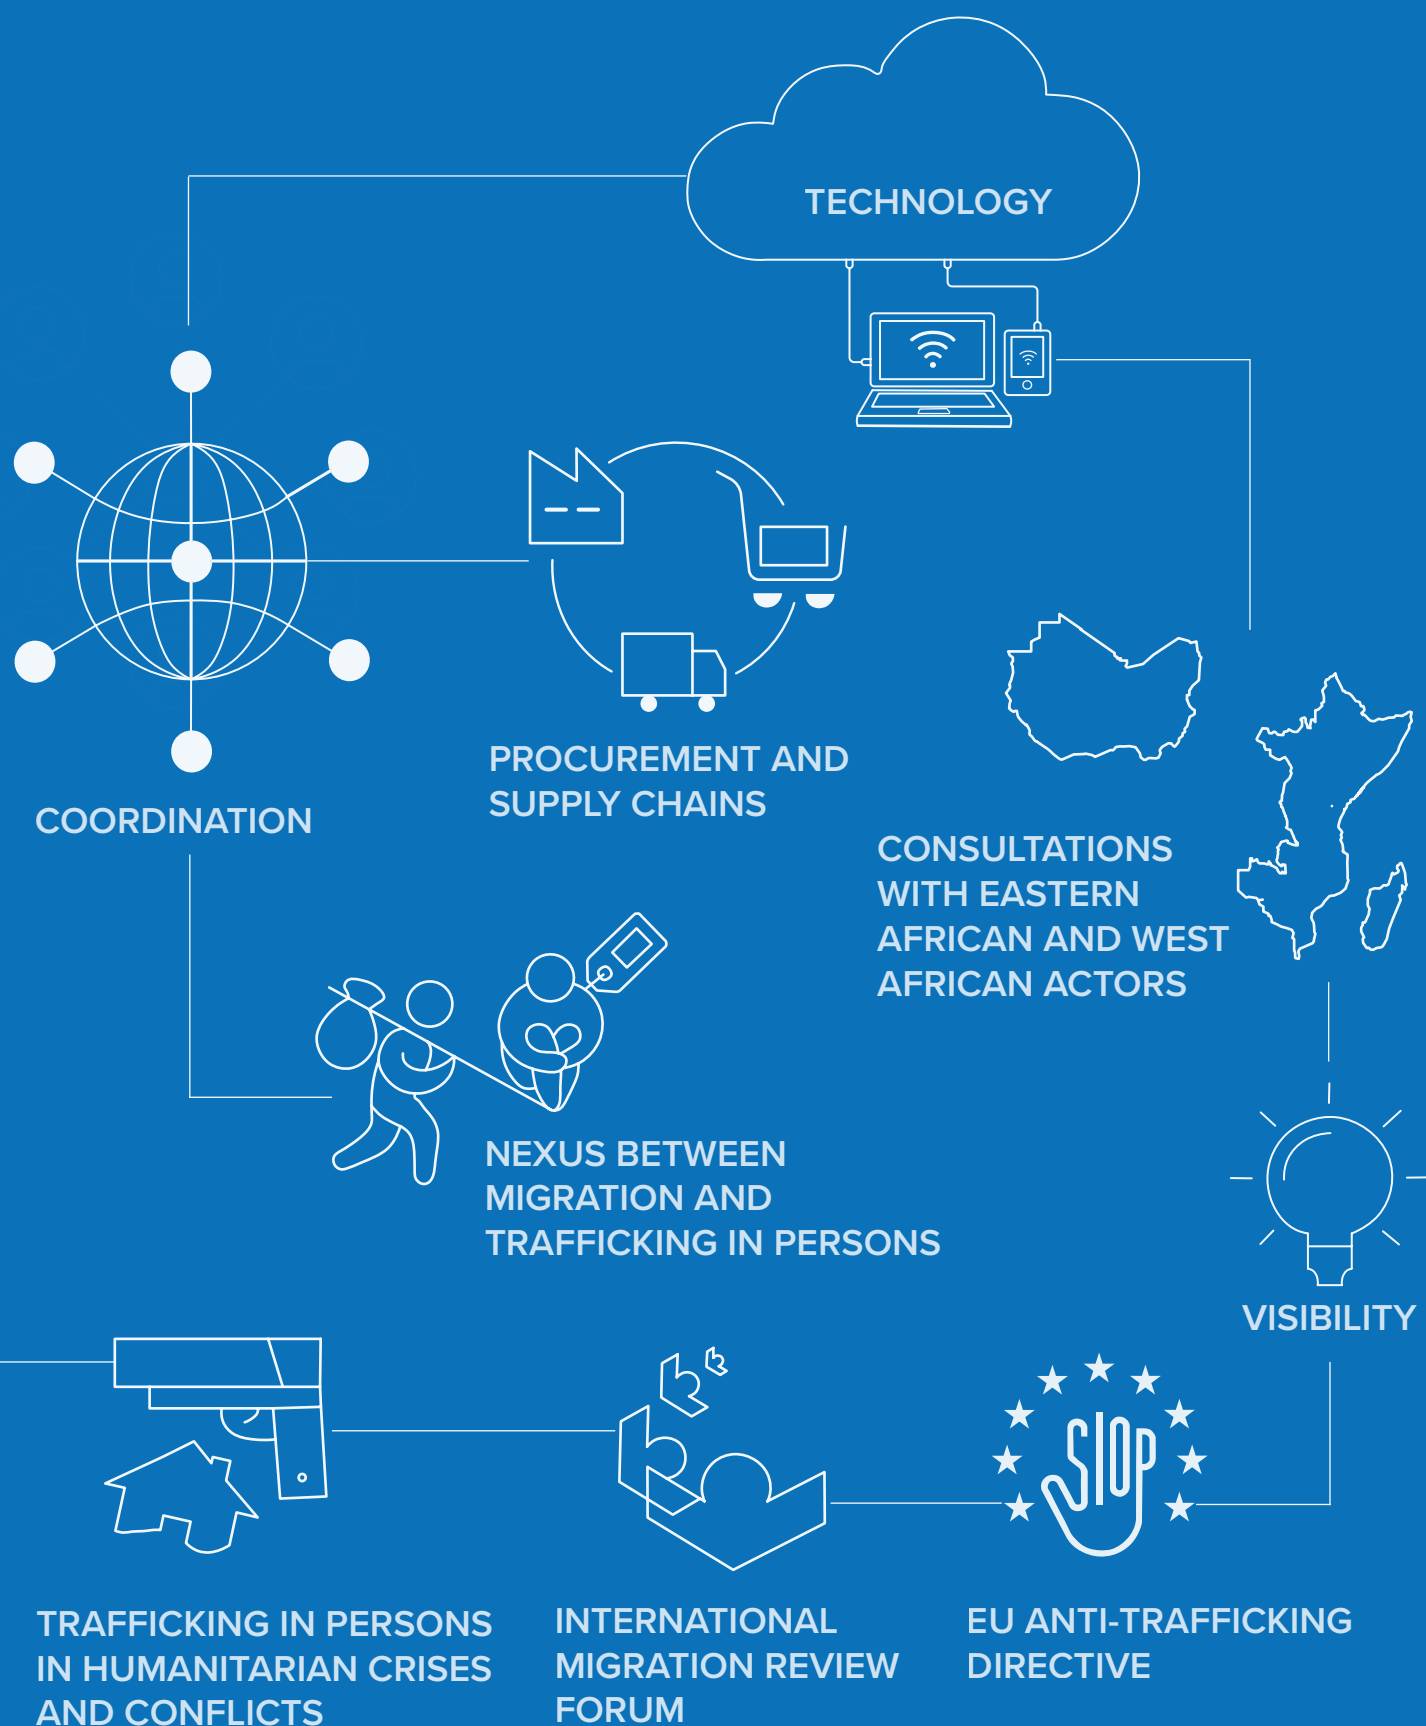 TECHNOLOGY
PROCUREMENT AND
SUPPLY CHAINS
COORDINATION
CONSULTATIONS
WITH EASTERN
AFRICAN AND WEST
AFRICAN ACTORS
NEXUS BETWEEN
MIGRATION AND
TRAFFICKING IN PERSONS
VISIBILITY
STOP
TRAFFICKING IN PERSONS
IN HUMANITARIAN CRISES
AND CONFLICTS
INTERNATIONAL
MIGRATION REVIEW
FORUM
EU ANTI-TRAFFICKING
DIRECTIVE